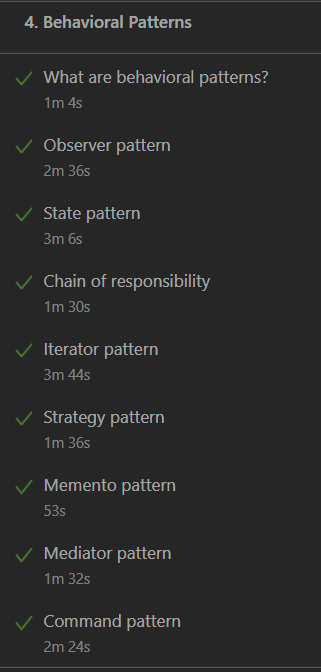 4. Behavioral Patterns
What are behavioral patterns?
1m 4s
Observer pattern
2m 36s
State pattern
3m 6s
Chain of responsibility
1m 30s
Iterator pattern
3m 44s
Strategy pattern
1m 36s
Memento pattern
53s
Mediator pattern
1m 32s
Command pattern
2m 24s